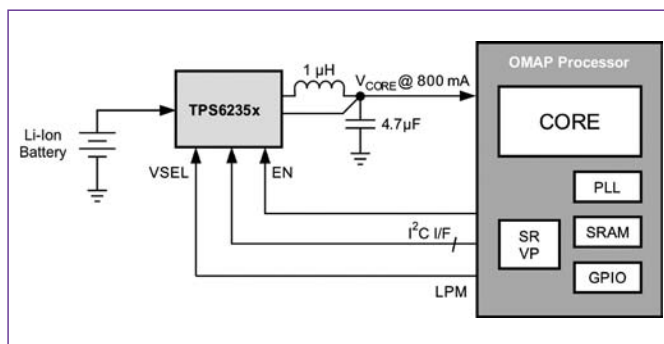 OMAP Processor
1 µH
V_CORE @ 800 mA
TPS6235x
CORE
4.7µF
Li-Ion
Battery
VSEL
EN
PLL
I²C I/F
SR
VP
SRAM
GPIO
LPM